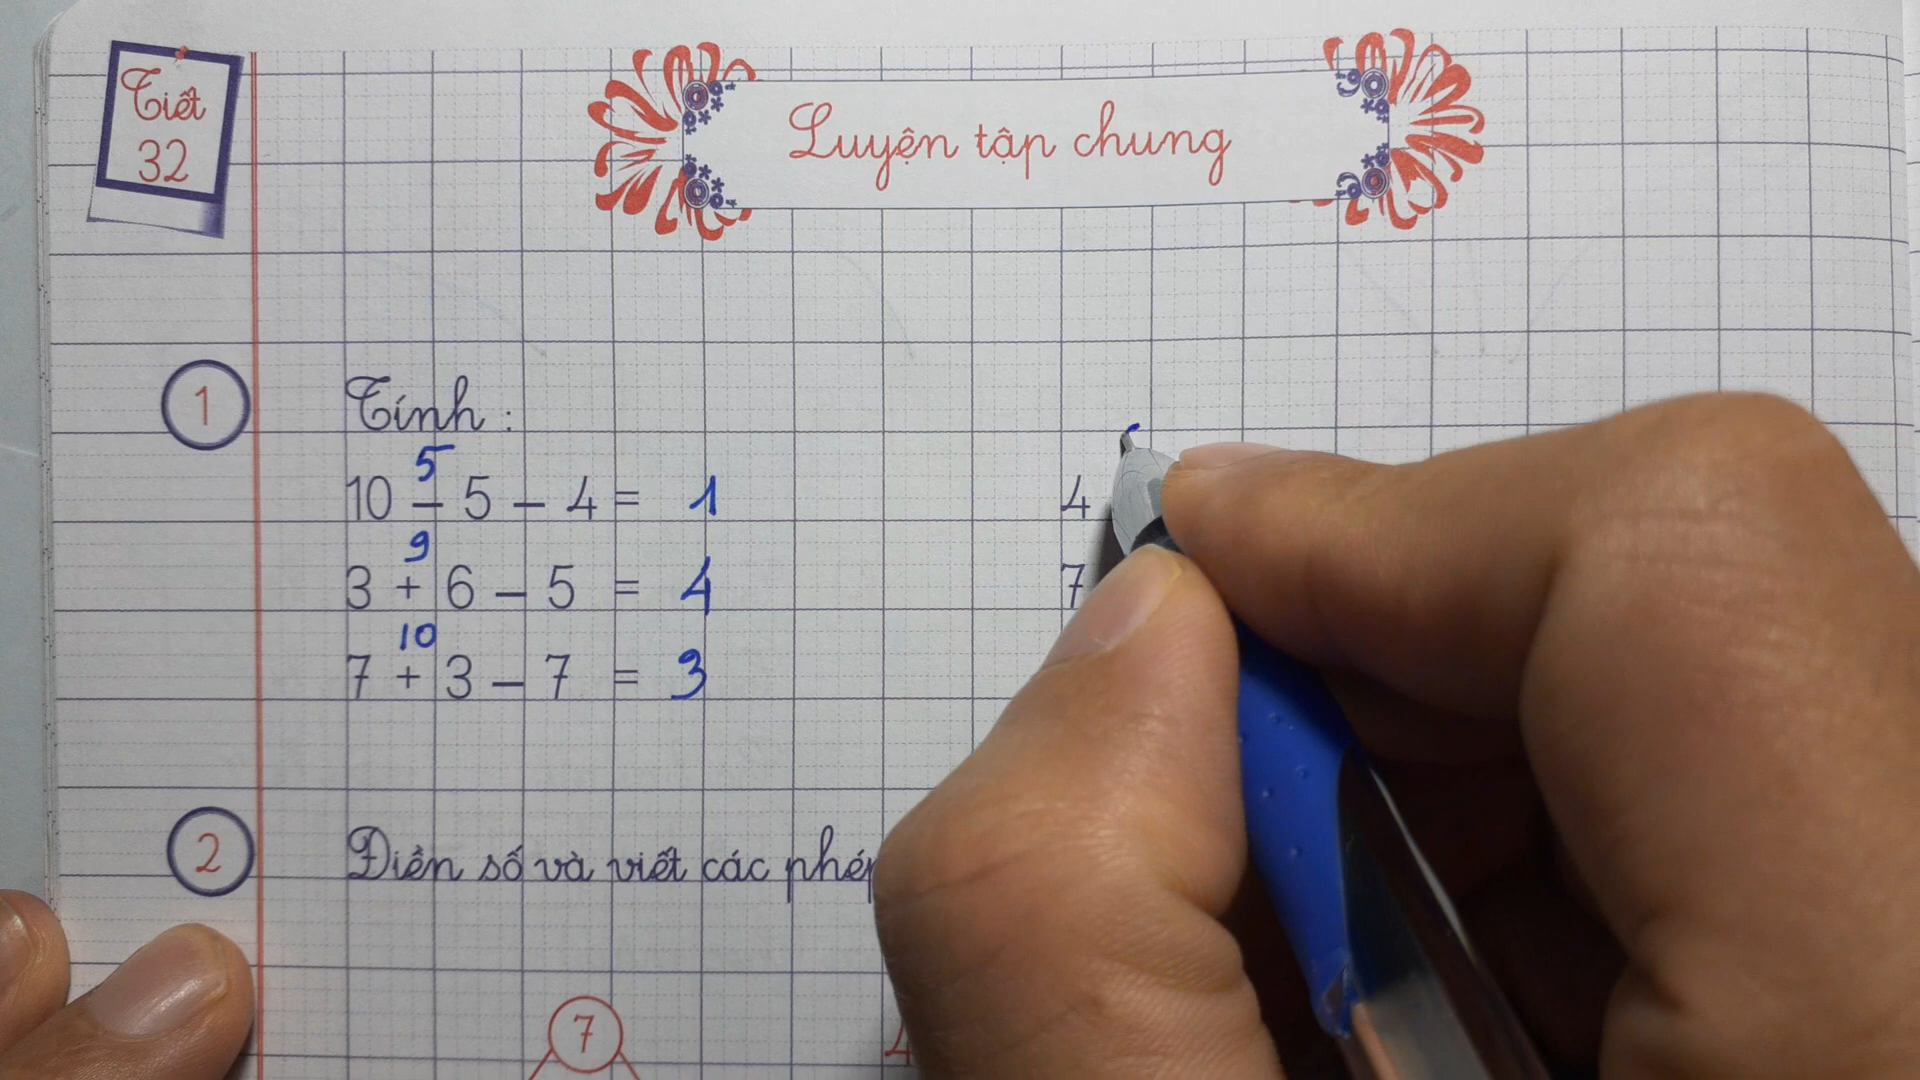 Tiết
32
Luyện tập chung
1
Tính :
5
10 – 5 – 4 = 1
4
9
3 + 6 – 5 = 4
7
10
7 + 3 – 7 = 3
2
Điền số và viết các
7
4